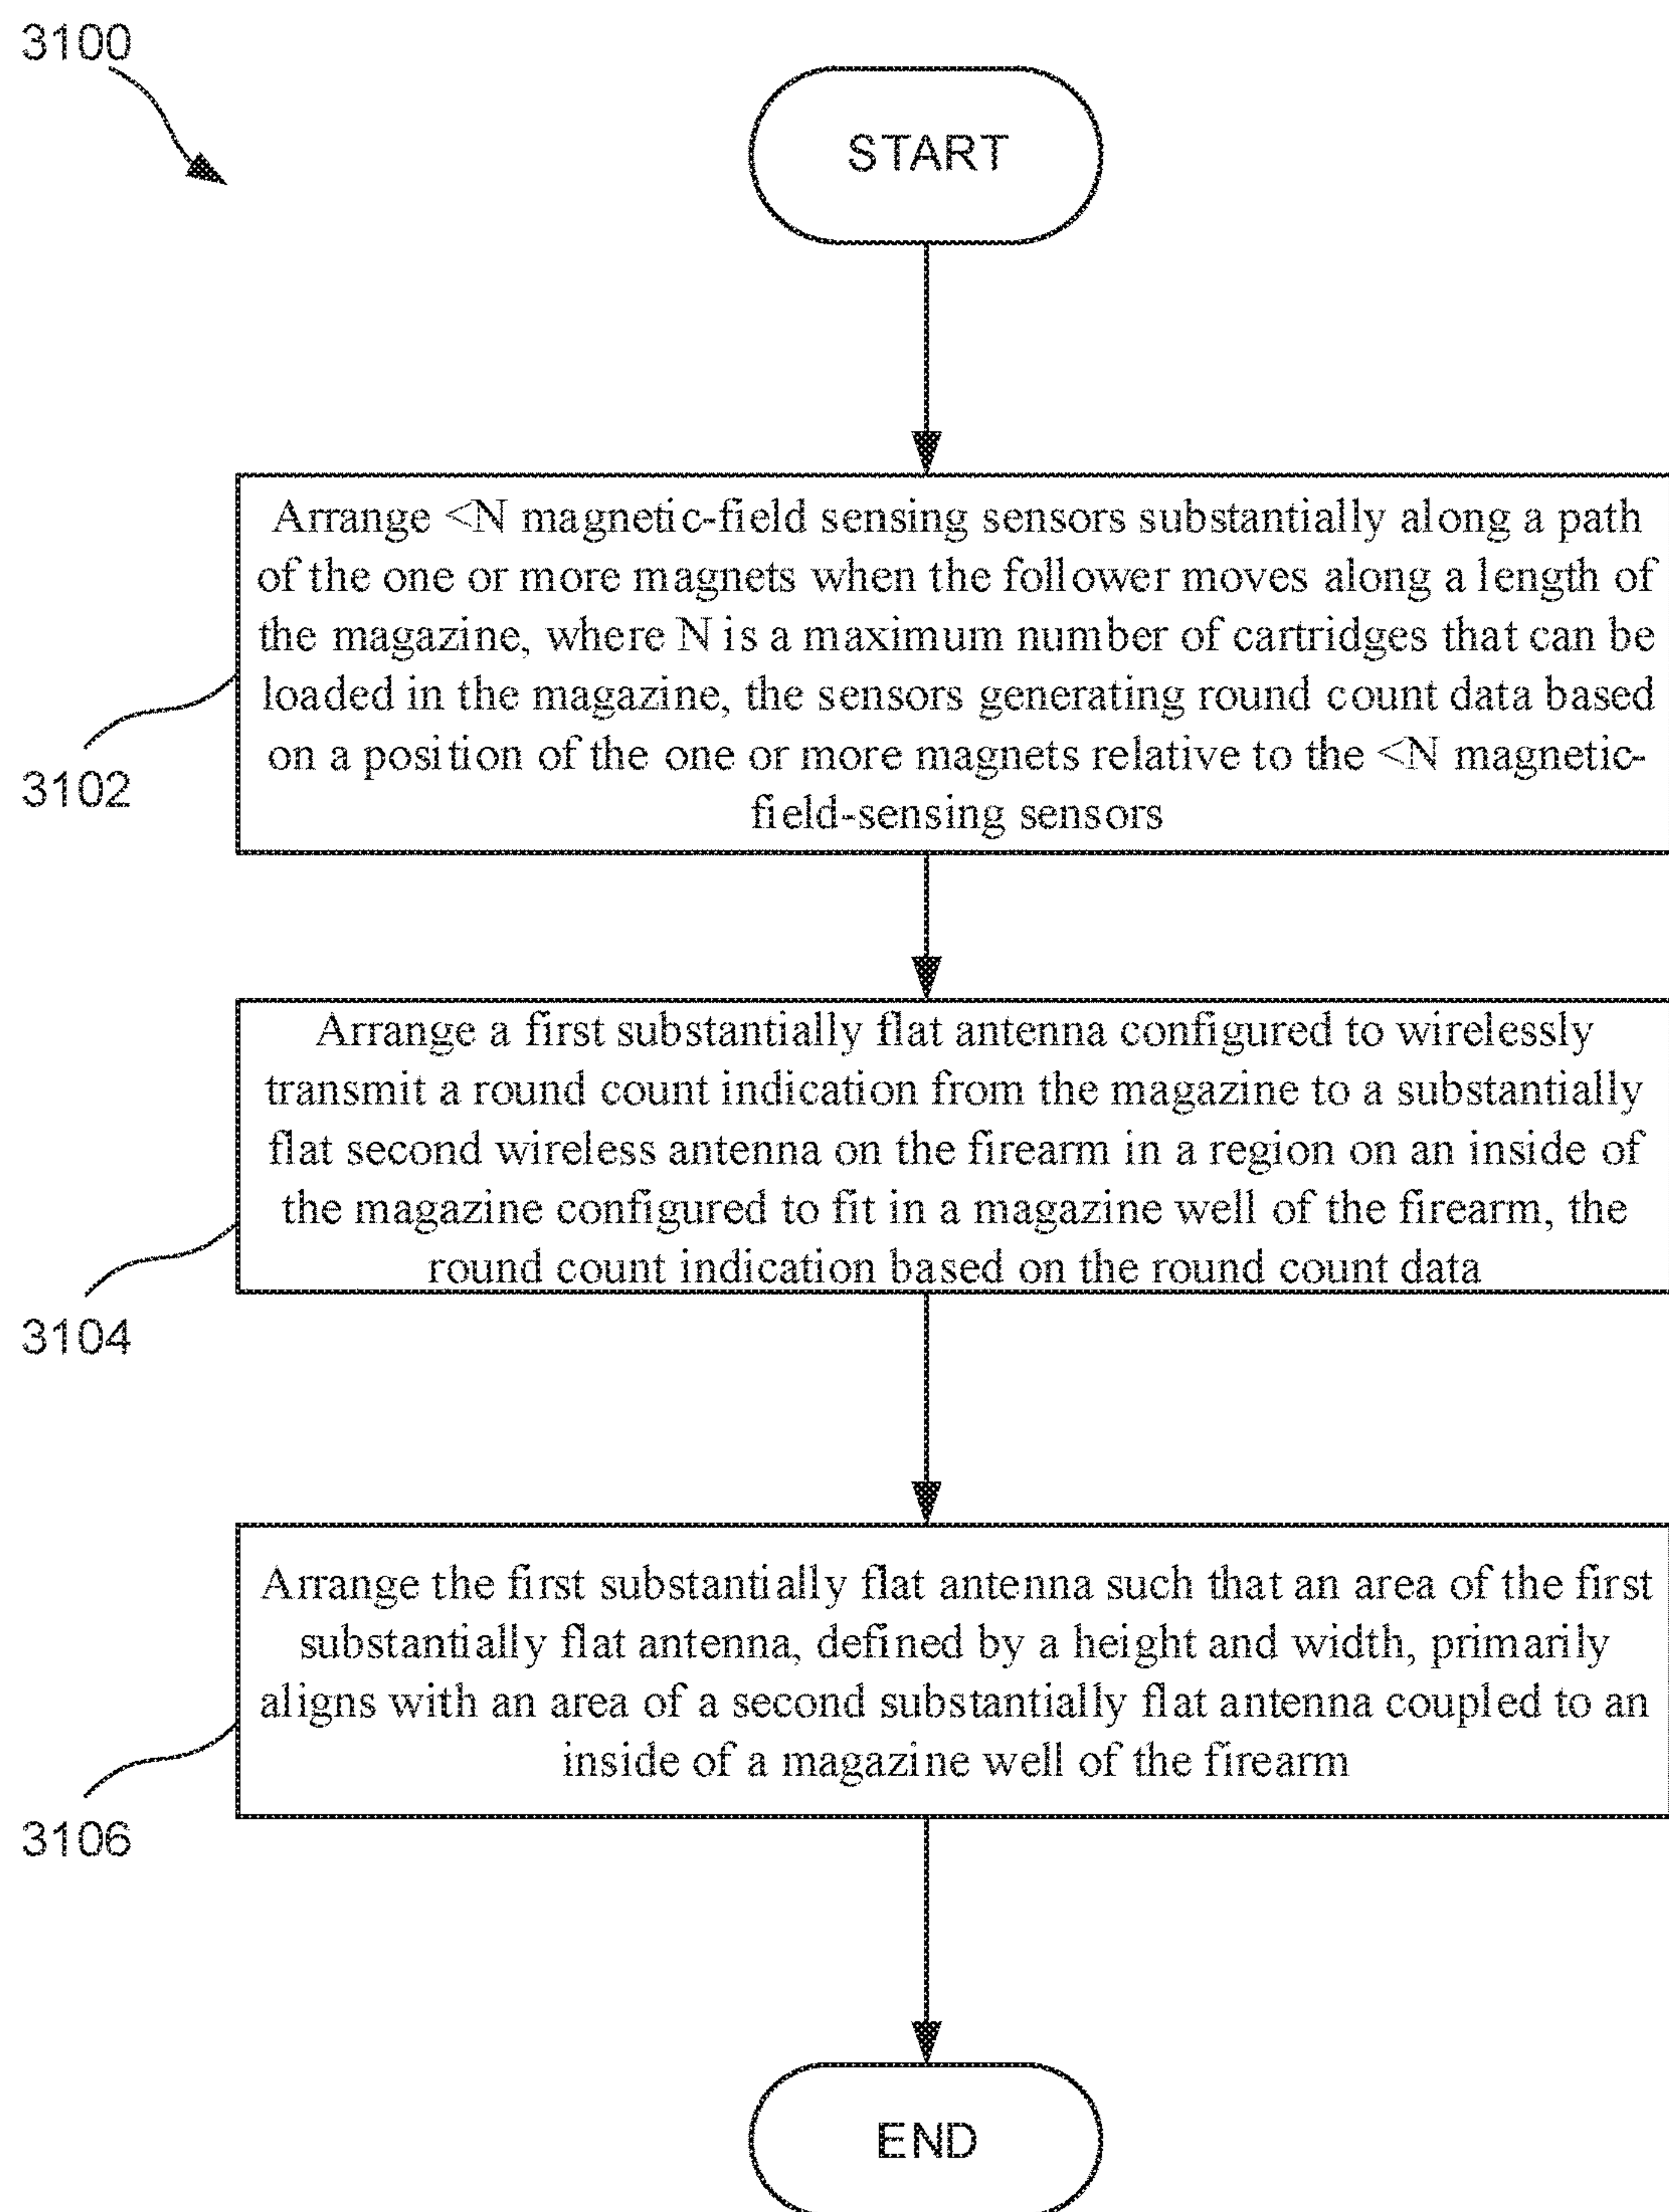 3100
START
Arrange <N magnetic-field sensing sensors substantially along a path
of the one or more magnets when the follower moves along a length of
the magazine, where N is a maximum number of cartridges that can be
loaded in the magazine, the sensors generating round count data based
on a position of the one or more magnets relative to the <N magnetic-
field-sensing sensors
3102
Arrange a first substantially flat antenna configured to wirelessly
transmit a round count indication from the magazine to a substantially
flat second wireless antenna on the firearm in a region on an inside of
the magazine configured to fit in a magazine well of the firearm, the
round count indication based on the round count data
3104
Arrange the first substantially flat antenna such that an area of the first
substantially flat antenna, defined by a height and width, primarily
aligns with an area of a second substantially flat antenna coupled to an
inside of a magazine well of the firearm
3106
END